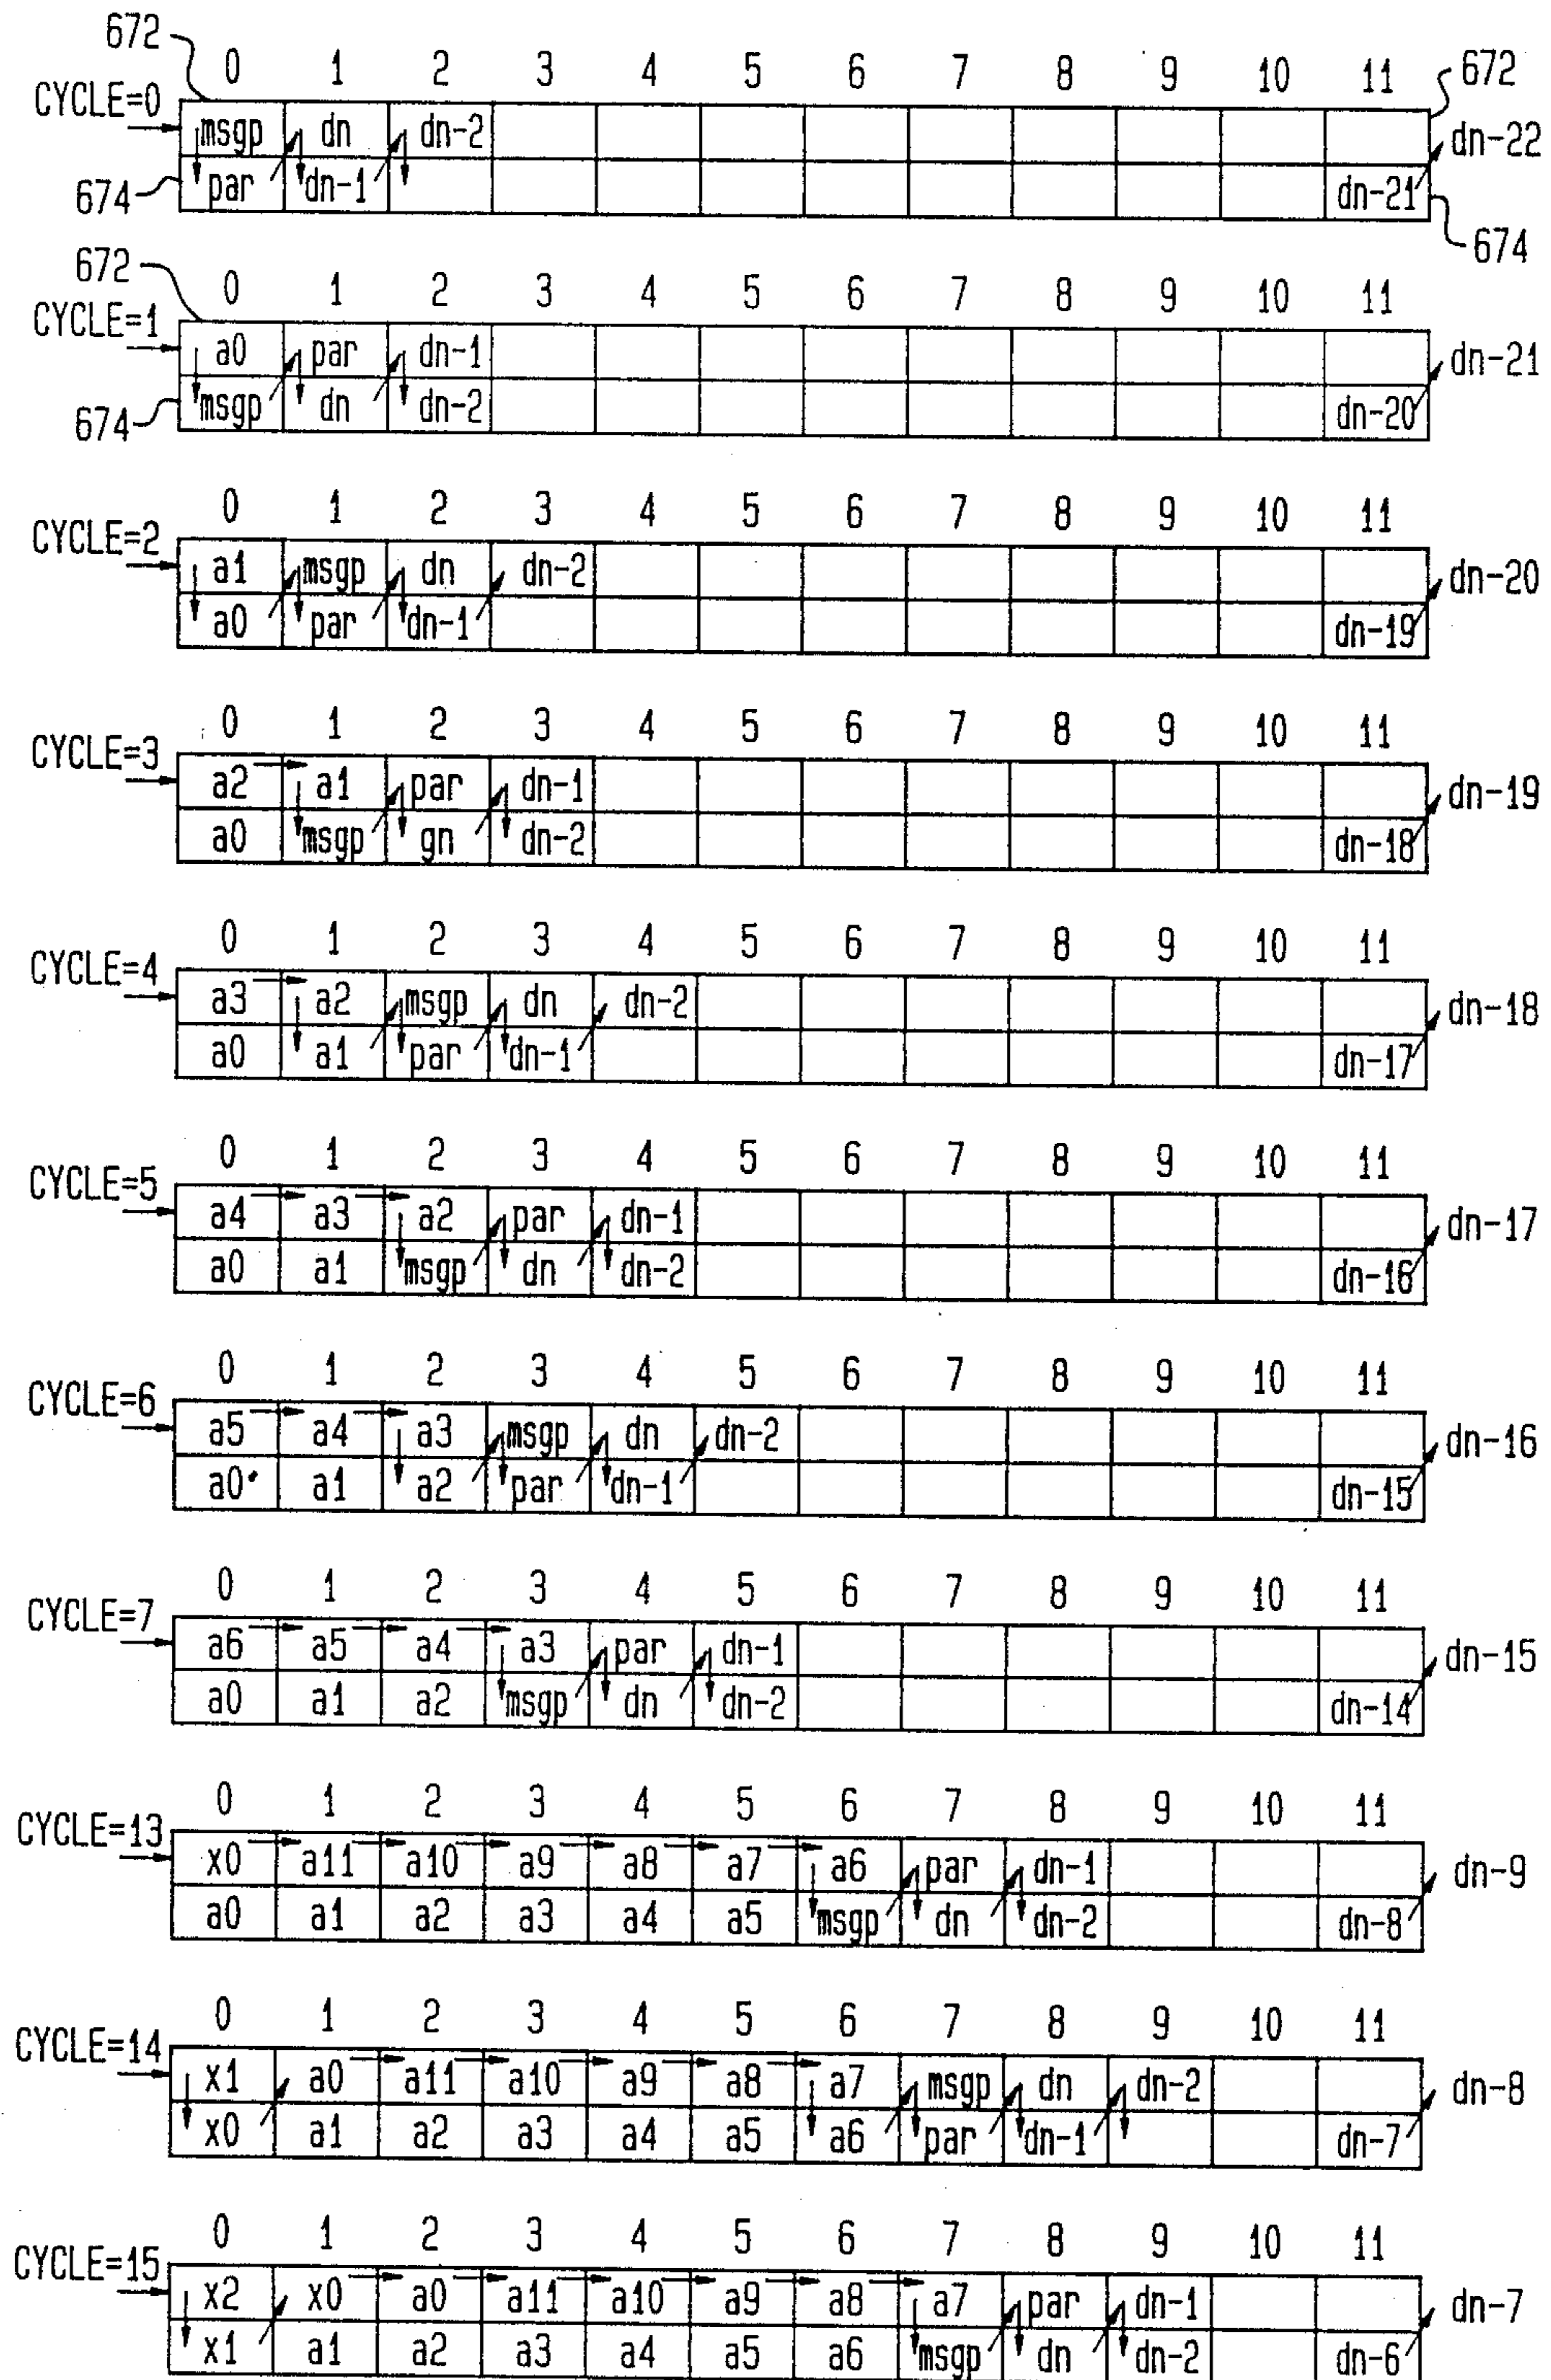 672
0 1 2 3 4 5 6 7 8 9 10 11
672
CYCLE=0
msgp dn dn-2
dn-22
674
par dn-1 dn-21
674
672
0 1 2 3 4 5 6 7 8 9 10 11
CYCLE=1
a0 par dn-1
dn-21
674
msgp dn dn-2 dn-20
0 1 2 3 4 5 6 7 8 9 10 11
CYCLE=2
a1 msgp dn dn-2
dn-20
a0 par dn-1 dn-19
0 1 2 3 4 5 6 7 8 9 10 11
CYCLE=3
a2 a1 par dn-1
dn-19
a0 msgp gn dn-2 dn-18
0 1 2 3 4 5 6 7 8 9 10 11
CYCLE=4
a3 a2 msgp dn dn-2
dn-18
a0 a1 par dn-1 dn-17
0 1 2 3 4 5 6 7 8 9 10 11
CYCLE=5
a4 a3 a2 par dn-1
dn-17
a0 a1 msgp dn dn-2 dn-16
0 1 2 3 4 5 6 7 8 9 10 11
CYCLE=6
a5 a4 a3 msgp dn dn-2
dn-16
a0 a1 a2 par dn-1 dn-15
0 1 2 3 4 5 6 7 8 9 10 11
CYCLE=7
a6 a5 a4 a3 par dn-1
dn-15
a0 a1 a2 msgp dn dn-2 dn-14
0 1 2 3 4 5 6 7 8 9 10 11
CYCLE=13
x0 a11 a10 a9 a8 a7 a6 par dn-1
dn-9
a0 a1 a2 a3 a4 a5 msgp dn dn-2 dn-8
0 1 2 3 4 5 6 7 8 9 10 11
CYCLE=14
x1 a0 a11 a10 a9 a8 a7 msgp dn dn-2
dn-8
x0 a1 a2 a3 a4 a5 a6 par dn-1 dn-7
0 1 2 3 4 5 6 7 8 9 10 11
CYCLE=15
x2 x0 a0 a11 a10 a9 a8 a7 par dn-1
dn-7
x1 a1 a2 a3 a4 a5 a6 msgp dn dn-2 dn-6